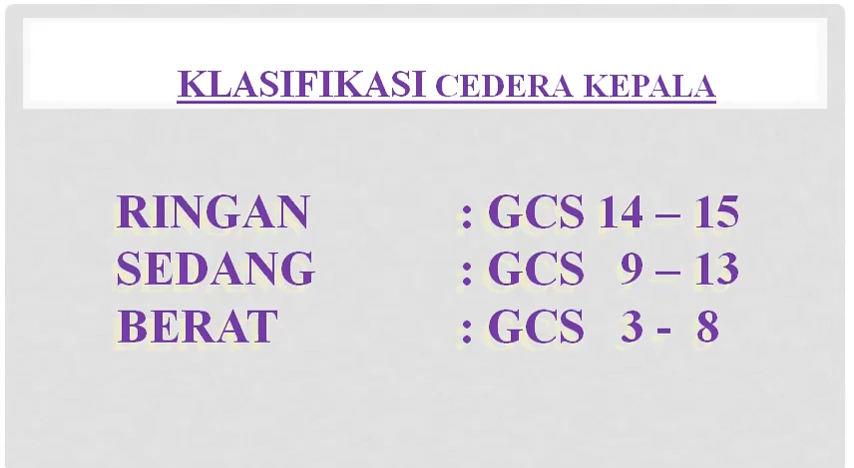 KLASIFIKASI CEDERA KEPALA
RINGAN : GCS 14 – 15
SEDANG : GCS 9 – 13
BERAT : GCS 3 - 8